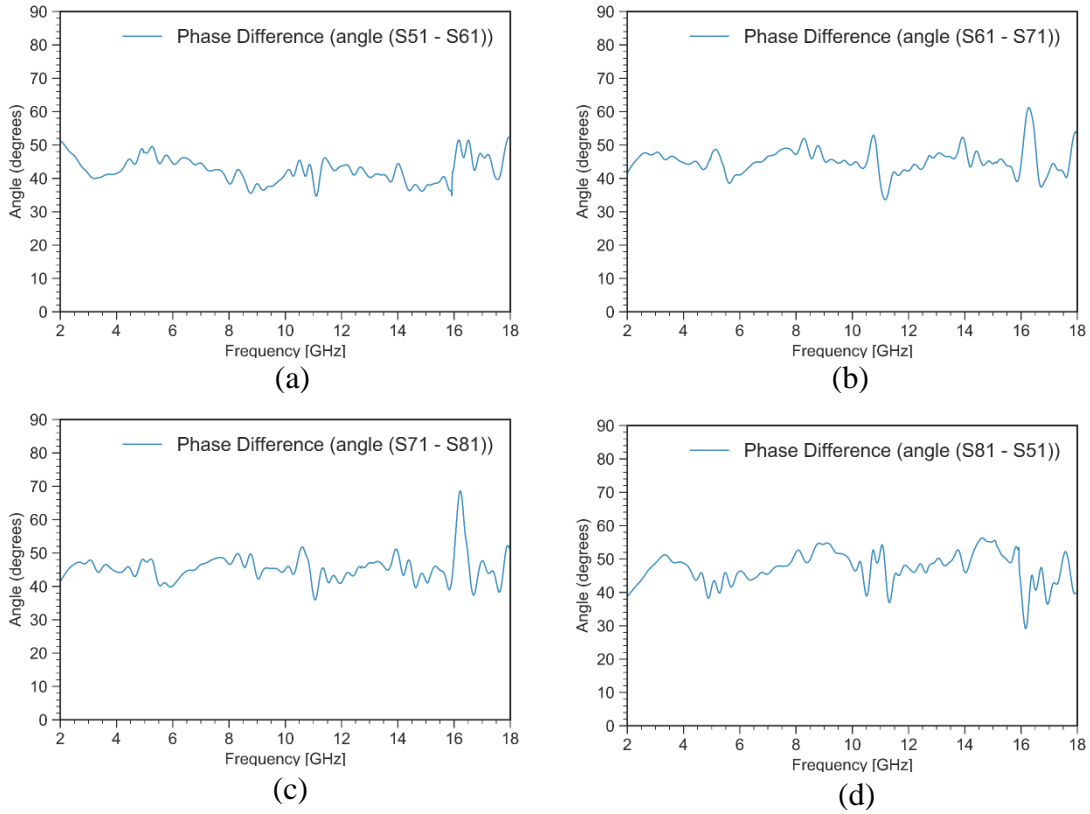 90
Phase Difference (angle (S51 - S61))
80
70
60
50
40
30
20
10
0
Angle (degrees)
2 4 6 8 10 12 14 16 18
Frequency [GHz]
(a)
90
Phase Difference (angle (S61 - S71))
80
70
60
50
40
30
20
10
0
Angle (degrees)
2 4 6 8 10 12 14 16 18
Frequency [GHz]
(b)
90
Phase Difference (angle (S71 - S81))
80
70
60
50
40
30
20
10
0
Angle (degrees)
2 4 6 8 10 12 14 16 18
Frequency [GHz]
(c)
90
Phase Difference (angle (S81 - S51))
80
70
60
50
40
30
20
10
0
Angle (degrees)
2 4 6 8 10 12 14 16 18
Frequency [GHz]
(d)